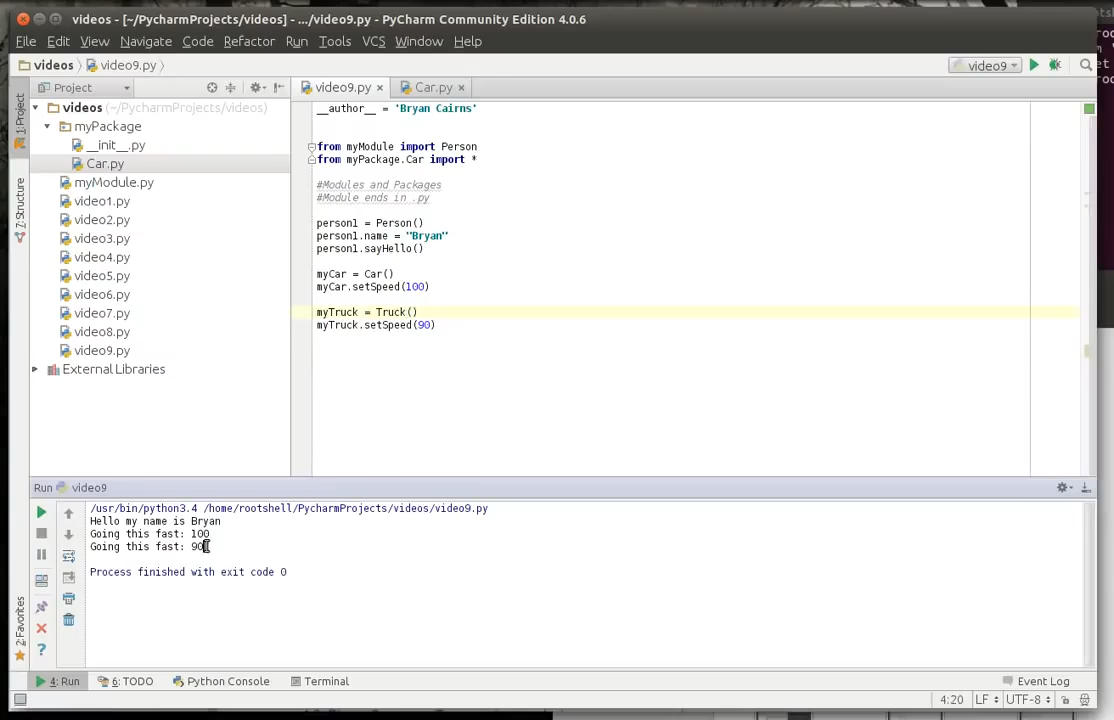 videos - [~/PycharmProjects/videos] - .../video9.py - PyCharm Community Edition 4.0.6
File Edit View Navigate Code Refactor Run Tools VCS Window Help
videos video9.py
video9
1: Project
7: Structure
2: Favorites
Project
videos (~/PycharmProjects/videos)
myPackage
__init__.py
Car.py
myModule.py
video1.py
video2.py
video3.py
video4.py
video5.py
video6.py
video7.py
video8.py
video9.py
External Libraries
video9.py Car.py
__author__ = 'Bryan Cairns'
from myModule import Person
from myPackage.Car import *
#Modules and Packages
#Module ends in .py
person1 = Person()
person1.name = "Bryan"
person1.sayHello()
myCar = Car()
myCar.setSpeed(100)
myTruck = Truck()
myTruck.setSpeed(90)
Run video9
/usr/bin/python3.4 /home/rootshell/PycharmProjects/videos/video9.py
Hello my name is Bryan
Going this fast: 100
Going this fast: 90
Process finished with exit code 0
4: Run 6: TODO Python Console Terminal Event Log
4:20 LF UTF-8